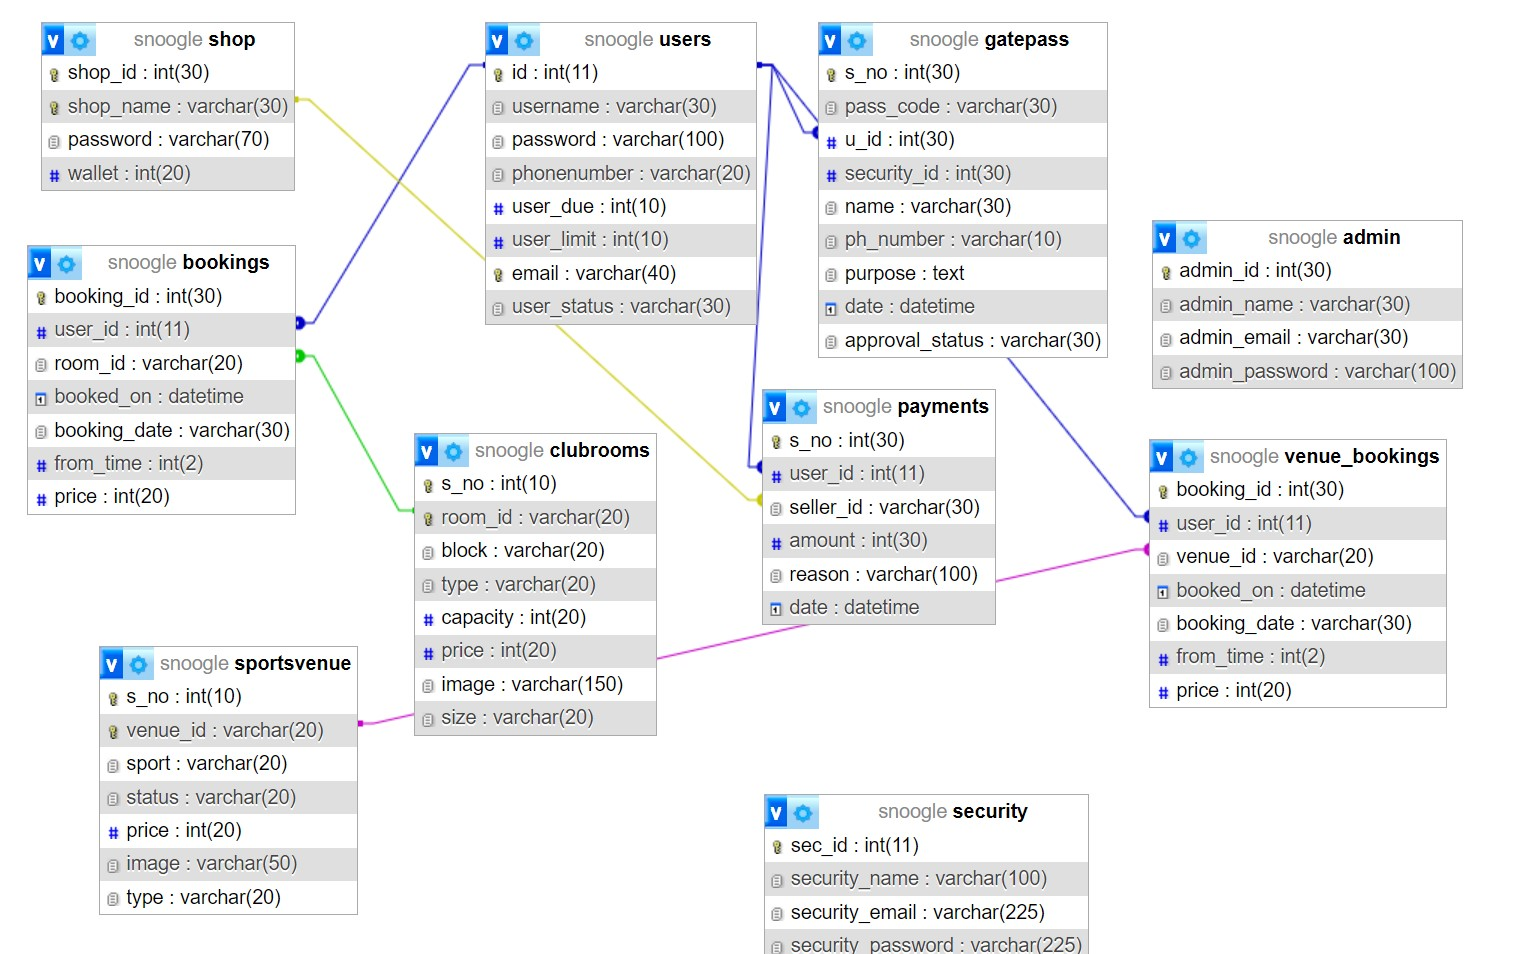 snoogle shop
shop_id : int(30)
shop_name : varchar(30)
password : varchar(70)
wallet : int(20)
snoogle users
id : int(11)
username : varchar(30)
password : varchar(100)
phonenumber : varchar(20)
user_due : int(10)
user_limit : int(10)
email : varchar(40)
user_status : varchar(30)
snoogle gatepass
s_no : int(30)
pass_code : varchar(30)
u_id : int(30)
security_id : int(30)
name : varchar(30)
ph_number : varchar(10)
purpose : text
date : datetime
approval_status : varchar(30)
snoogle admin
admin_id : int(30)
admin_name : varchar(30)
admin_email : varchar(30)
admin_password : varchar(100)
snoogle bookings
booking_id : int(30)
user_id : int(11)
room_id : varchar(20)
booked_on : datetime
booking_date : varchar(30)
from_time : int(2)
price : int(20)
snoogle clubrooms
s_no : int(10)
room_id : varchar(20)
block : varchar(20)
type : varchar(20)
capacity : int(20)
price : int(20)
image : varchar(150)
size : varchar(20)
snoogle payments
s_no : int(30)
user_id : int(11)
seller_id : varchar(30)
amount : int(30)
reason : varchar(100)
date : datetime
snoogle venue_bookings
booking_id : int(30)
user_id : int(11)
venue_id : varchar(20)
booked_on : datetime
booking_date : varchar(30)
from_time : int(2)
price : int(20)
snoogle sportsvenue
s_no : int(10)
venue_id : varchar(20)
sport : varchar(20)
status : varchar(20)
price : int(20)
image : varchar(50)
type : varchar(20)
snoogle security
sec_id : int(11)
security_name : varchar(100)
security_email : varchar(225)
security_password : varchar(225)